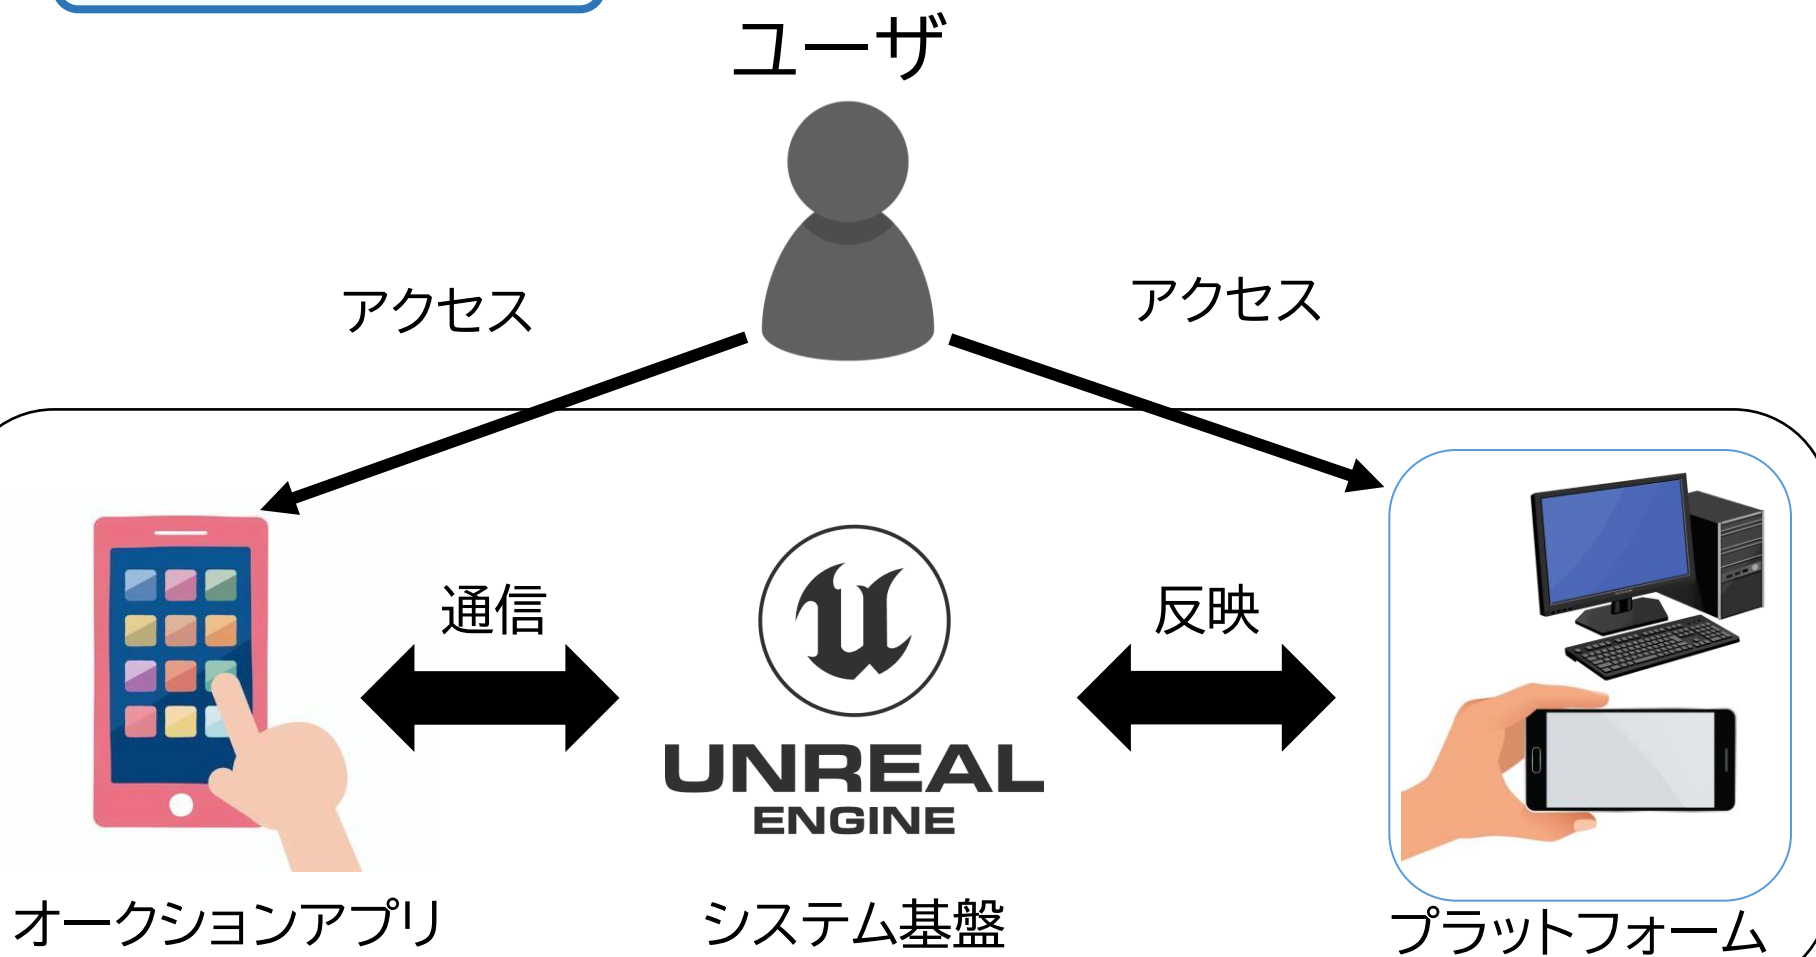 ユーザ
アクセス
アクセス
通信
反映
UNREAL
ENGINE
オークションアプリ
システム基盤
プラットフォーム